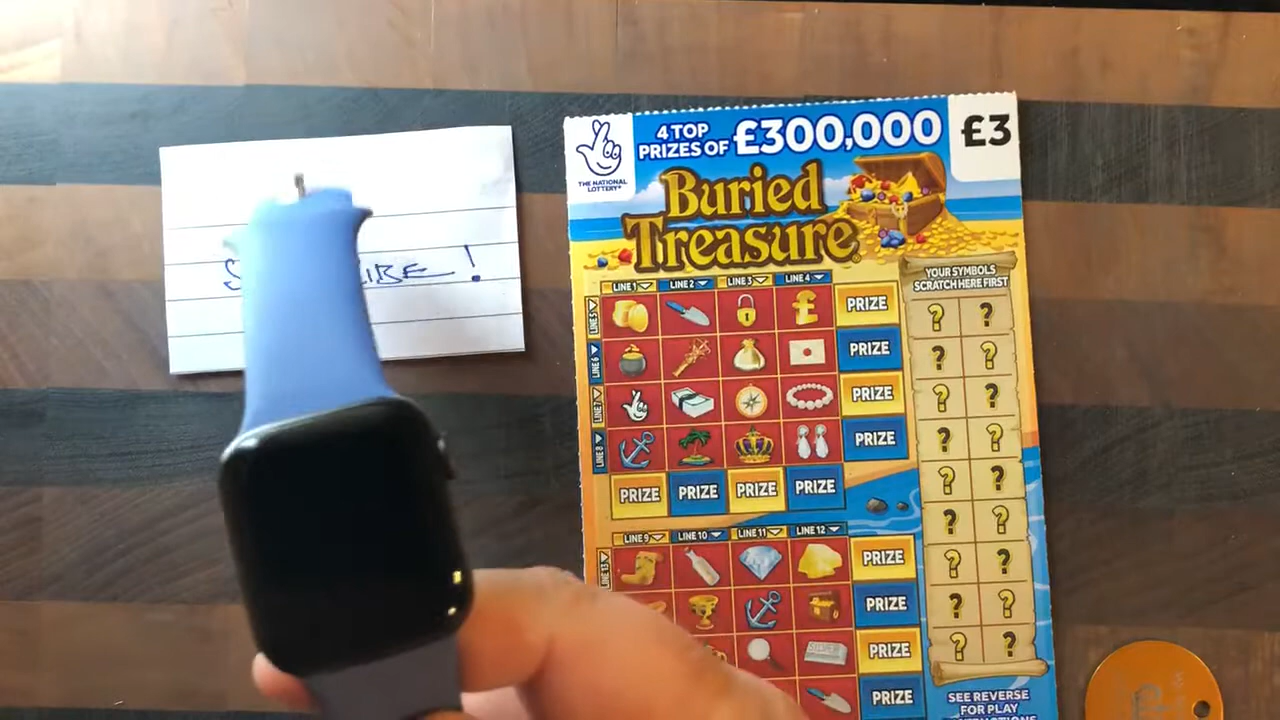 4 TOP
PRIZES OF £300,000
£3
THE NATIONAL
LOTTERY®
Buried
Treasure®
YOUR SYMBOLS
SCRATCH HERE FIRST
LINE 1 LINE 2 LINE 3 LINE 4
LINE 5
PRIZE
LINE 6
PRIZE
LINE 7
PRIZE
LINE 8
PRIZE
PRIZE PRIZE PRIZE PRIZE
LINE 9 LINE 10 LINE 11 LINE 12
LINE 13
PRIZE
PRIZE
SILVER
PRIZE
PRIZE
SEE REVERSE
FOR PLAY